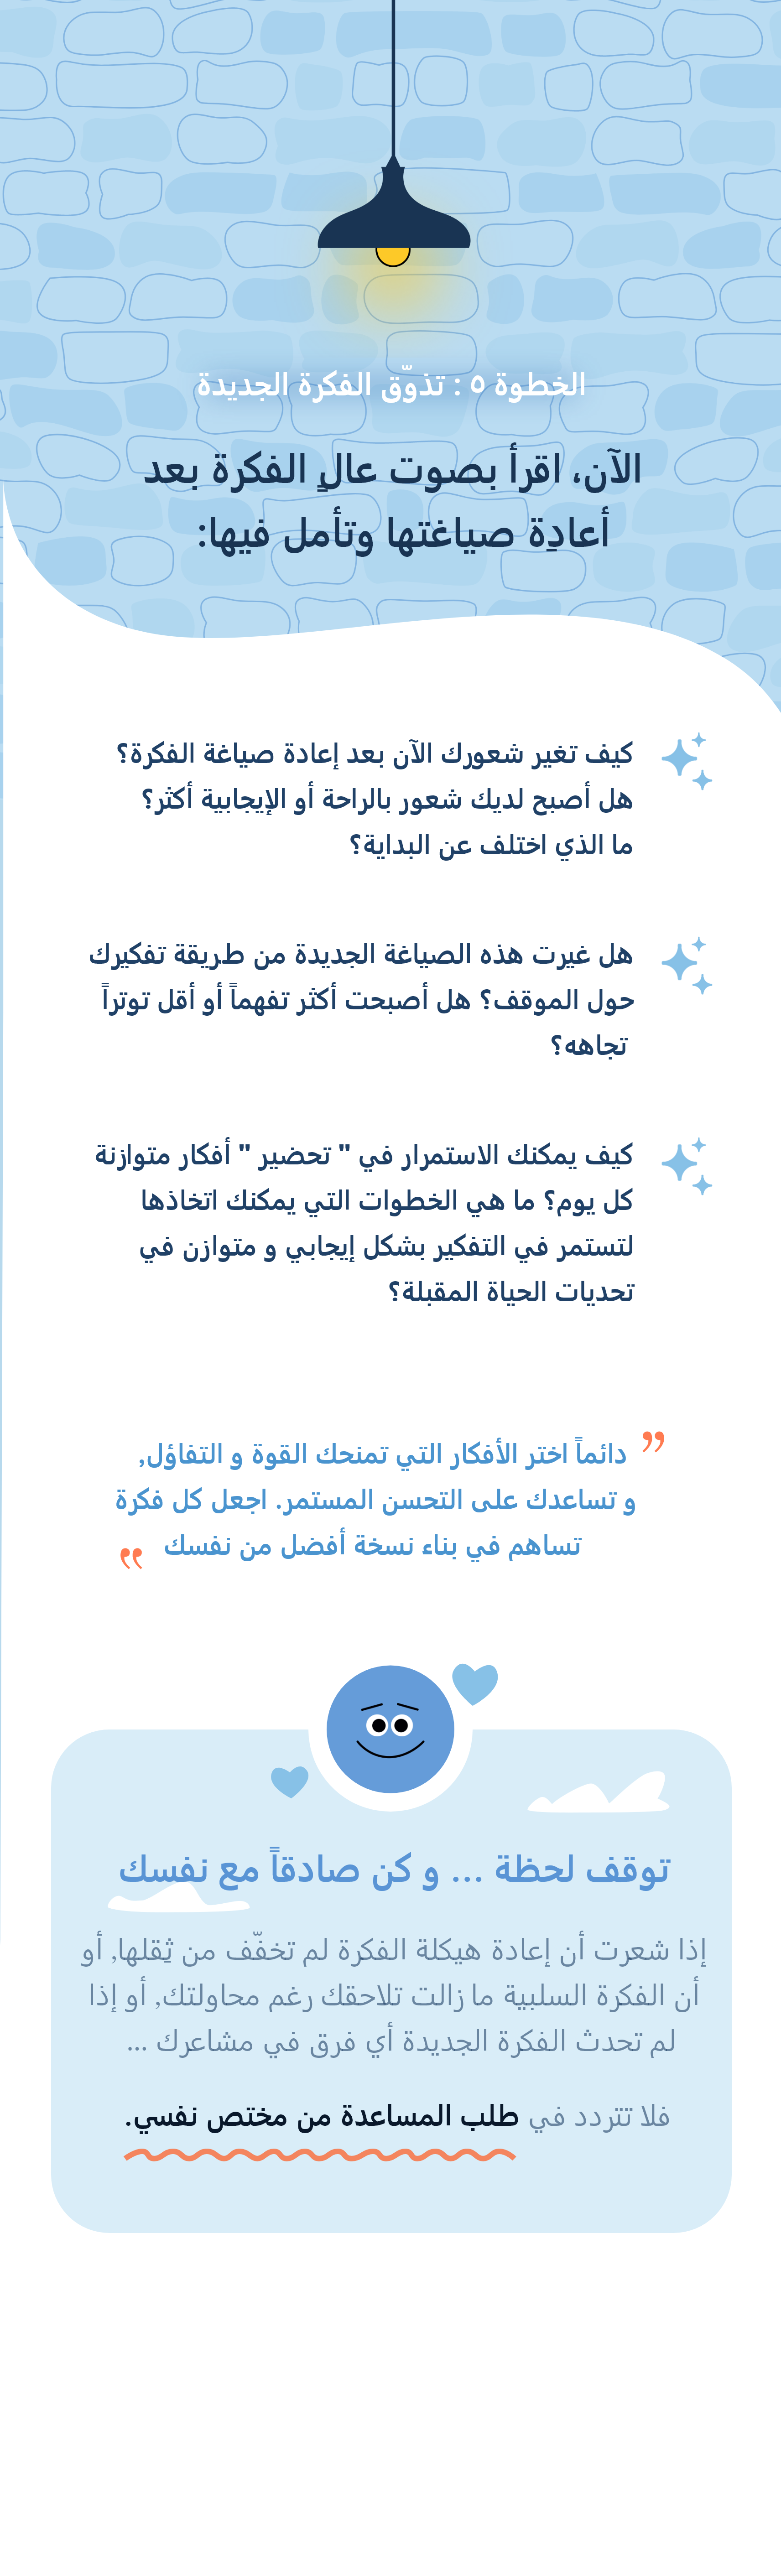 الخطوة ٥ : تذوّق الفكرة الجديدة
الآن، اقرأ بصوت عالٍ الفكرة بعد
أعادِة صياغتها وتأمل فيها:
كيف تغير شعورك الآن بعد إعادة صياغة الفكرة؟
هل أصبح لديك شعور بالراحة أو الإيجابية أكثر؟
ما الذي اختلف عن البداية؟
هل غيرت هذه الصياغة الجديدة من طريقة تفكيرك
حول الموقف؟ هل أصبحت أكثر تفهماً أو أقل توتراً
تجاهه؟
كيف يمكنك الاستمرار في " تحضير " أفكار متوازنة
كل يوم؟ ما هي الخطوات التي يمكنك اتخاذها
لتستمر في التفكير بشكل إيجابي و متوازن في
تحديات الحياة المقبلة؟
” دائماً اختر الأفكار التي تمنحك القوة و التفاؤل,
و تساعدك على التحسن المستمر. اجعل كل فكرة
تساهم في بناء نسخة أفضل من نفسك “
توقف لحظة ... و كن صادقاً مع نفسك
إذا شعرت أن إعادة هيكلة الفكرة لم تخفّف من ثِقلها, أو
أن الفكرة السلبية ما زالت تلاحقك رغم محاولتك, أو إذا
لم تحدث الفكرة الجديدة أي فرق في مشاعرك ...
فلا تتردد في طلب المساعدة من مختص نفسي.